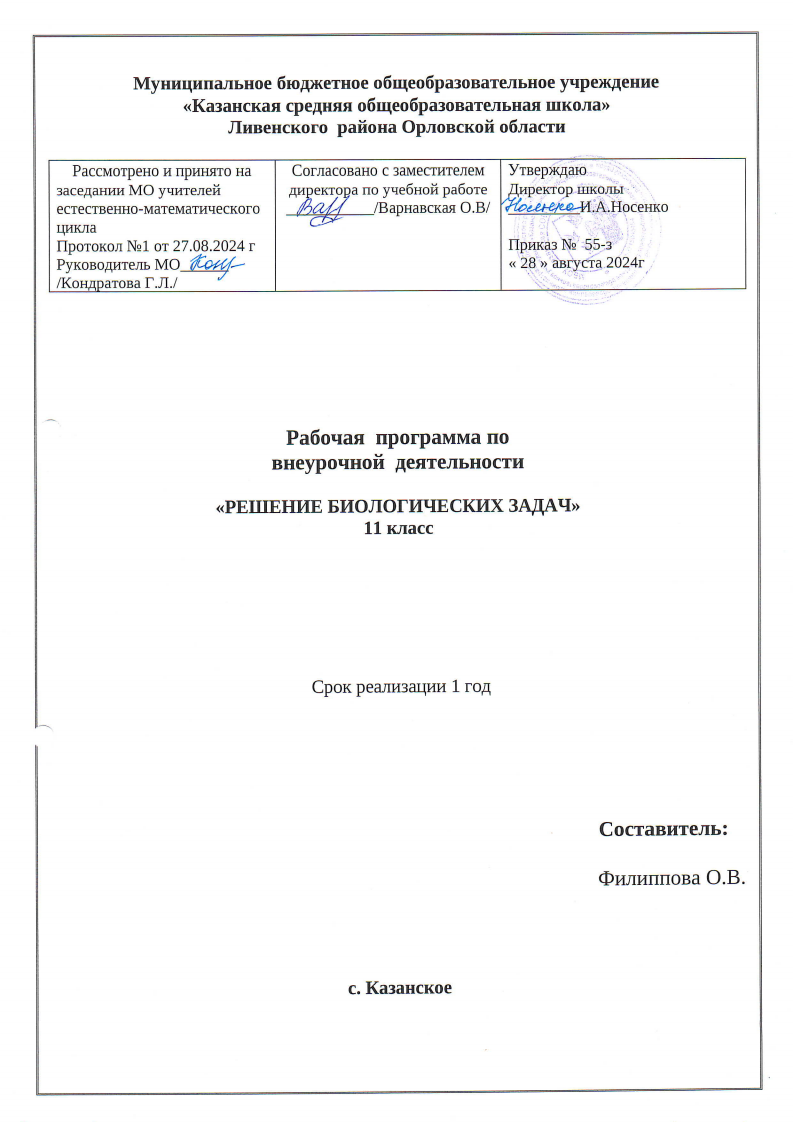 Муниципальное бюджетное общеобразовательное учреждение
«Казанская средняя общеобразовательная школа»
Ливенского района Орловской области
Рассмотрено и принято на
заседании МО учителей
естественно-математического
цикла
Протокол №1 от 27.08.2024 г
Руководитель МО
/Кондратова Г.Л./
Согласовано с заместителем
директора по учебной работе
/Варнавская О.В/
Утверждаю
Директор школы
И.А.Носенко
Приказ № 55-з
« 28 » августа 2024г
Рабочая программа по
внеурочной деятельности
«РЕШЕНИЕ БИОЛОГИЧЕСКИХ ЗАДАЧ»
11 класс
Срок реализации 1 год
Составитель:
Филиппова О.В.
с. Казанское